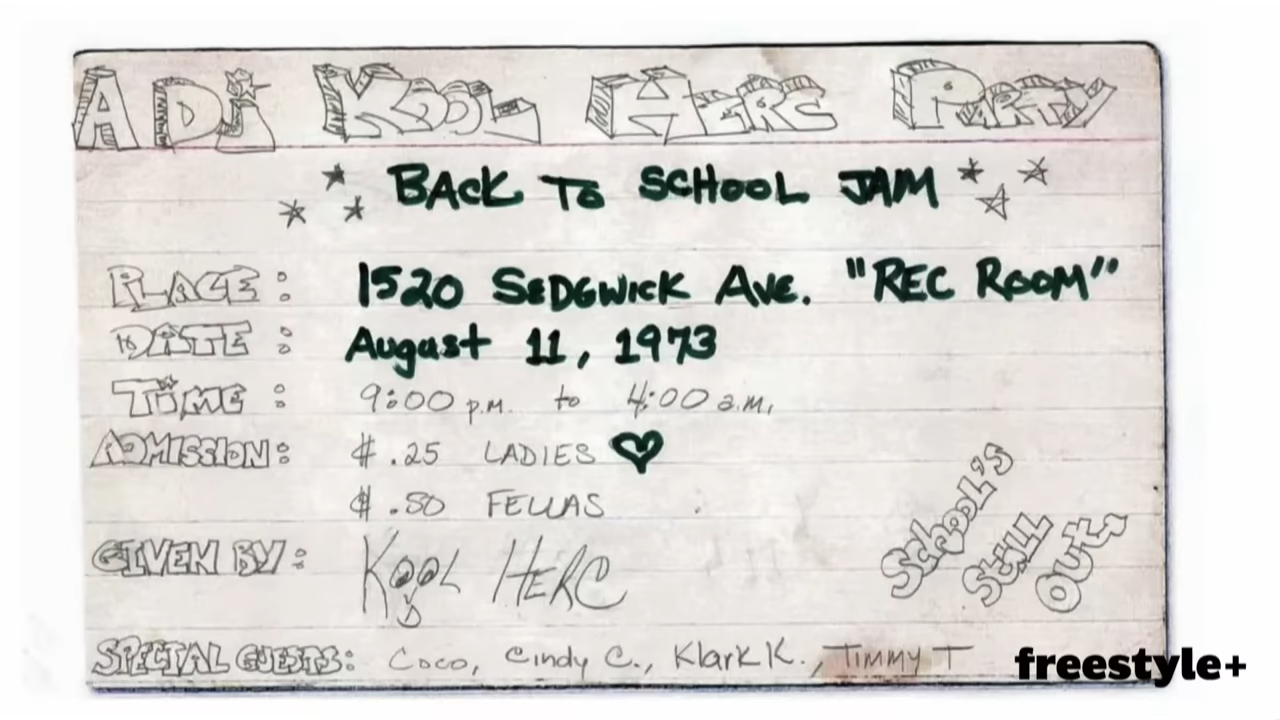 A DJ KOOL HERC PARTY
BACK TO SCHOOL JAM
PLACE: 1520 SEDGWICK AVE. "REC ROOM"
DATE: August 11, 1973
TIME: 9:00 p.m. to 4:00 a.m.
ADMISSION: $ .25 LADIES
$ .50 FELLAS
GIVEN BY: KOOL HERC
SCHOOL'S
STILL
OUT
SPECIAL GUESTS: Coco, Cindy C., Klark K., TIMMY T
freestyle+